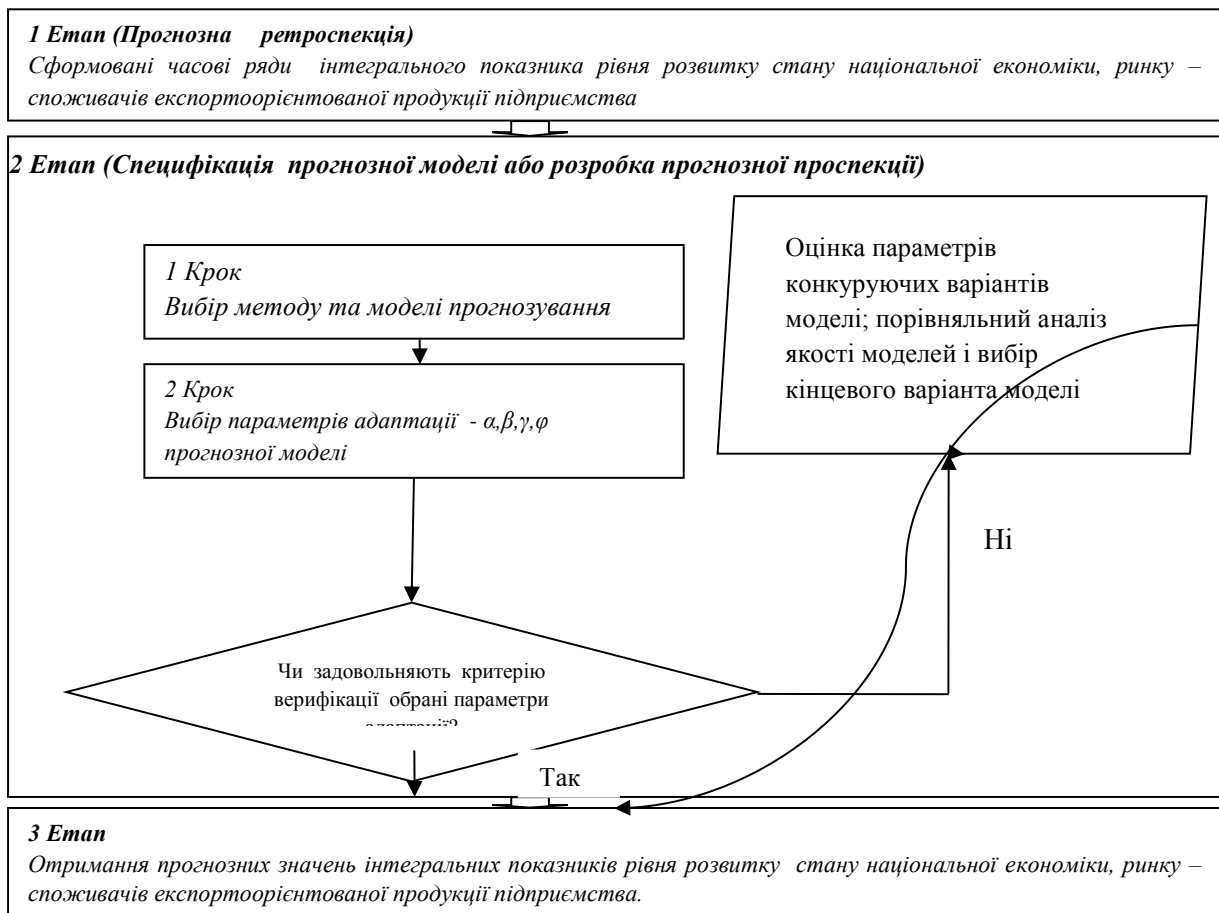 1 Етап (Прогнозна ретроспекція)
Сформовані часові ряди інтегрального показника рівня розвитку стану національної економіки, ринку –
споживачів експортоорієнтованої продукції підприємства
2 Етап (Специфікація прогнозної моделі або розробка прогнозної проспекції)
1 Крок
Вибір методу та моделі прогнозування
2 Крок
Вибір параметрів адаптації - α,β,γ,φ
прогнозної моделі
Оцінка параметрів
конкуруючих варіантів
моделі; порівняльний аналіз
якості моделей і вибір
кінцевого варіанта моделі
Ні
Чи задовольняють критерію
верифікації обрані параметри
адаптації?
Так
3 Етап
Отримання прогнозних значень інтегральних показників рівня розвитку стану національної економіки, ринку –
споживачів експортоорієнтованої продукції підприємства.